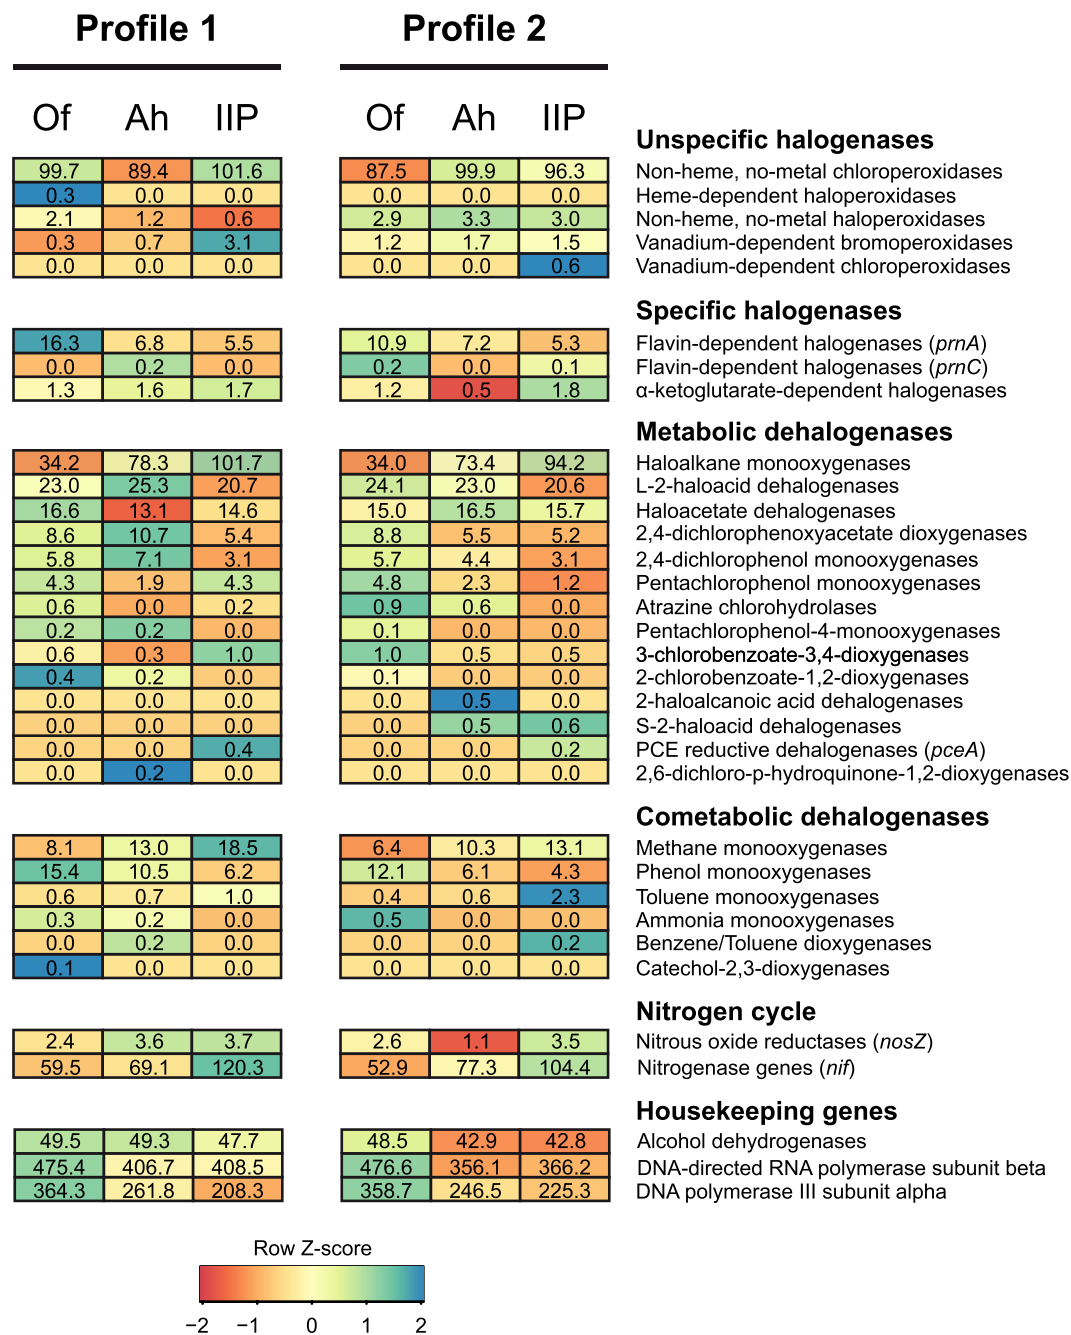 Profile 1 Profile 2
Of Ah IIP Of Ah IIP
Unspecific halogenases
99.7 89.4 101.6 87.5 99.9 96.3 Non-heme, no-metal chloroperoxidases
0.3 0.0 0.0 0.0 0.0 0.0 Heme-dependent haloperoxidases
2.1 1.2 0.6 2.9 3.3 3.0 Non-heme, no-metal haloperoxidases
0.3 0.7 3.1 1.2 1.7 1.5 Vanadium-dependent bromoperoxidases
0.0 0.0 0.0 0.0 0.0 0.6 Vanadium-dependent chloroperoxidases
Specific halogenases
16.3 6.8 5.5 10.9 7.2 5.3 Flavin-dependent halogenases (prnA)
0.0 0.2 0.0 0.2 0.0 0.1 Flavin-dependent halogenases (prnC)
1.3 1.6 1.7 1.2 0.5 1.8 α-ketoglutarate-dependent halogenases
Metabolic dehalogenases
34.2 78.3 101.7 34.0 73.4 94.2 Haloalkane monooxygenases
23.0 25.3 20.7 24.1 23.0 20.6 L-2-haloacid dehalogenases
16.6 13.1 14.6 15.0 16.5 15.7 Haloacetate dehalogenases
8.6 10.7 5.4 8.8 5.5 5.2 2,4-dichlorophenoxyacetate dioxygenases
5.8 7.1 3.1 5.7 4.4 3.1 2,4-dichlorophenol monooxygenases
4.3 1.9 4.3 4.8 2.3 1.2 Pentachlorophenol monooxygenases
0.6 0.0 0.2 0.9 0.6 0.0 Atrazine chlorohydrolases
0.2 0.2 0.0 0.1 0.0 0.0 Pentachlorophenol-4-monooxygenases
0.6 0.3 1.0 1.0 0.5 0.5 3-chlorobenzoate-3,4-dioxygenases
0.4 0.2 0.0 0.1 0.0 0.0 2-chlorobenzoate-1,2-dioxygenases
0.0 0.0 0.0 0.0 0.5 0.0 2-haloalcanoic acid dehalogenases
0.0 0.0 0.0 0.0 0.5 0.6 S-2-haloacid dehalogenases
0.0 0.0 0.4 0.0 0.0 0.2 PCE reductive dehalogenases (pceA)
0.0 0.2 0.0 0.0 0.0 0.0 2,6-dichloro-p-hydroquinone-1,2-dioxygenases
Cometabolic dehalogenases
8.1 13.0 18.5 6.4 10.3 13.1 Methane monooxygenases
15.4 10.5 6.2 12.1 6.1 4.3 Phenol monooxygenases
0.6 0.7 1.0 0.4 0.6 2.3 Toluene monooxygenases
0.3 0.2 0.0 0.5 0.0 0.0 Ammonia monooxygenases
0.0 0.2 0.0 0.0 0.0 0.2 Benzene/Toluene dioxygenases
0.1 0.0 0.0 0.0 0.0 0.0 Catechol-2,3-dioxygenases
Nitrogen cycle
2.4 3.6 3.7 2.6 1.1 3.5 Nitrous oxide reductases (nosZ)
59.5 69.1 120.3 52.9 77.3 104.4 Nitrogenase genes (nif)
Housekeeping genes
49.5 49.3 47.7 48.5 42.9 42.8 Alcohol dehydrogenases
475.4 406.7 408.5 476.6 356.1 366.2 DNA-directed RNA polymerase subunit beta
364.3 261.8 208.3 358.7 246.5 225.3 DNA polymerase III subunit alpha
Row Z-score
−2 −1 0 1 2